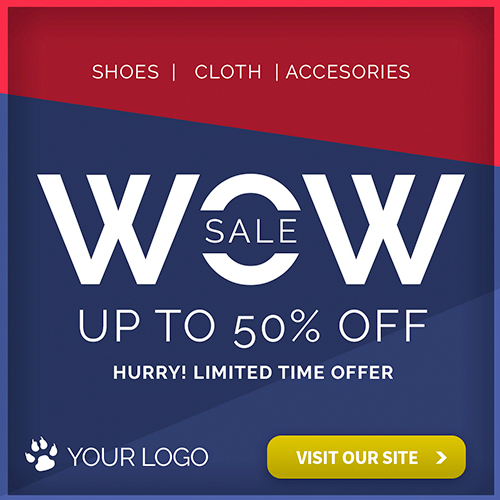 SHOES | CLOTH | ACCESORIES
WOW
SALE
UP TO 50% OFF
HURRY! LIMITED TIME OFFER
YOUR LOGO
VISIT OUR SITE >